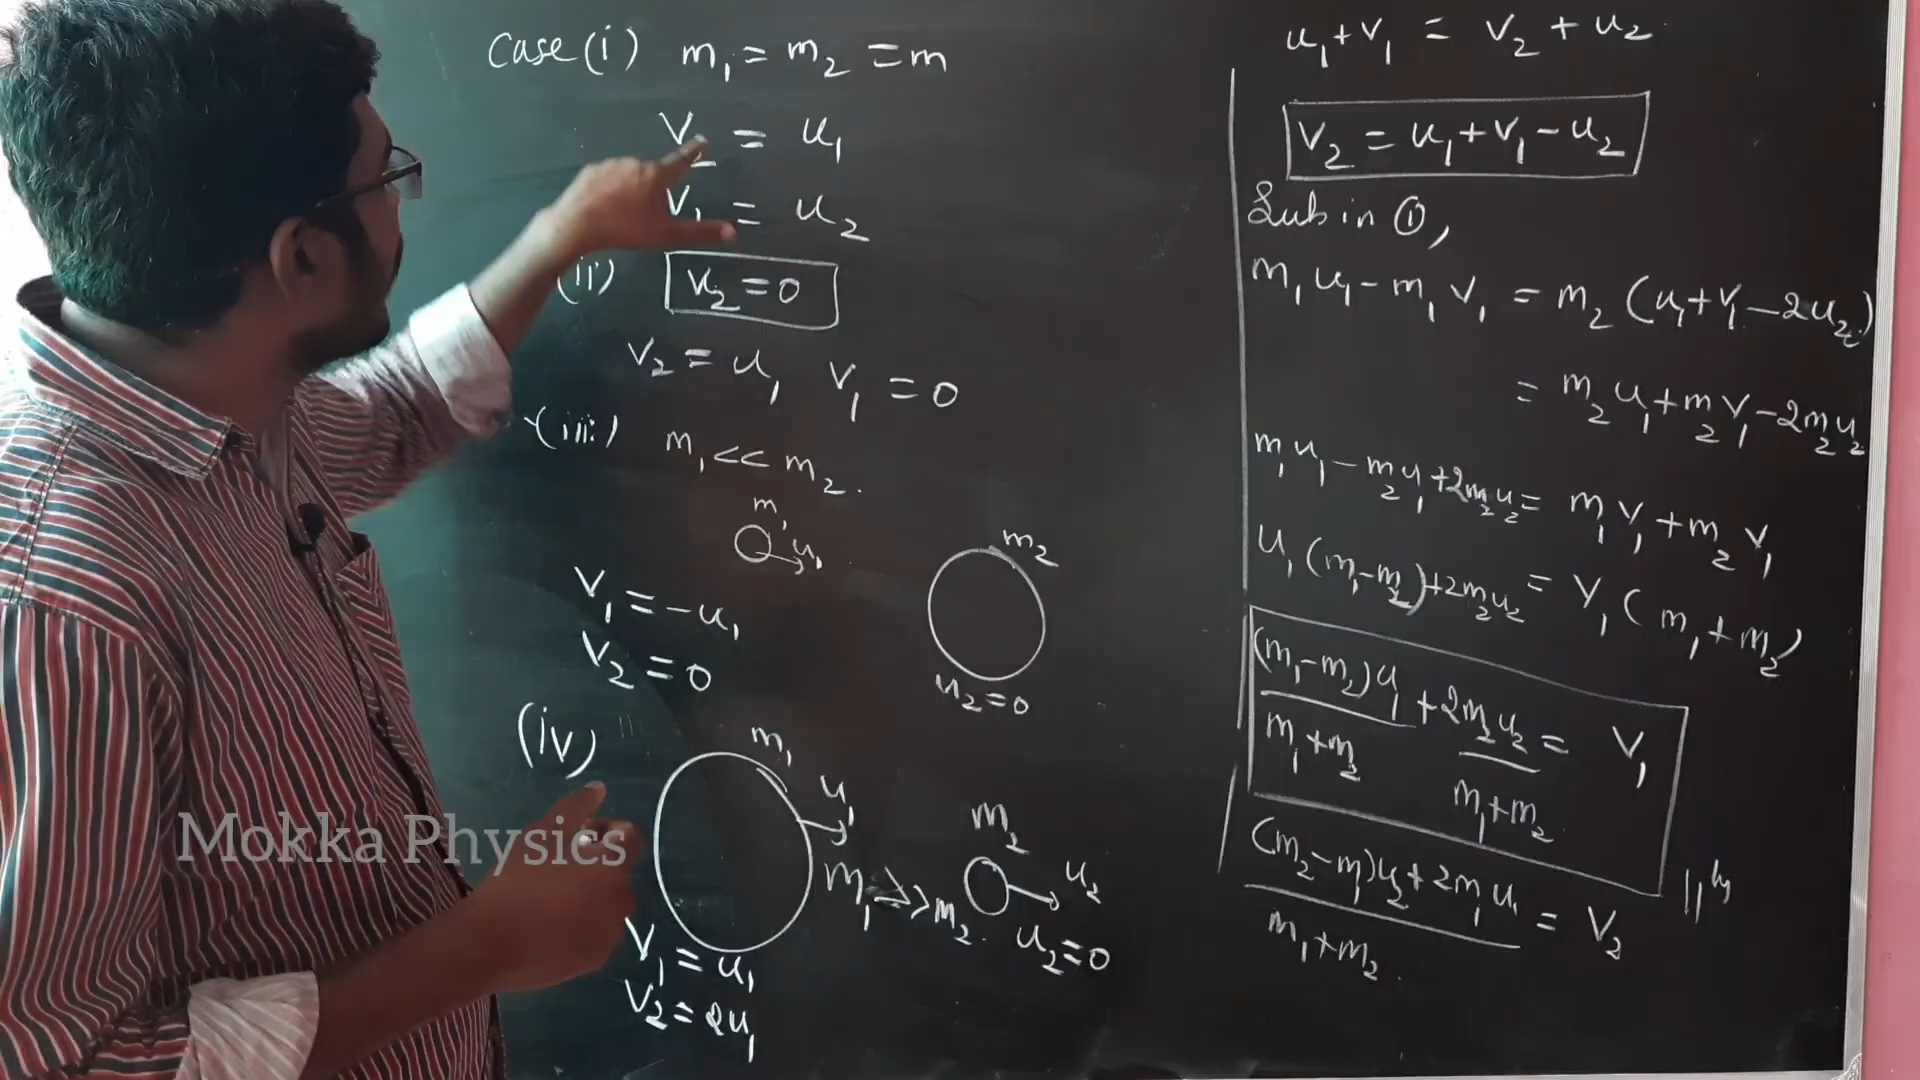 Case (i) m₁ = m₂ = m
V₂ = u₁
V₁ = u₂
(ii) u₂ = 0
V₂ = u₁ V₁ = 0
(iii) m₁ << m₂.
m₁
u₁
m₂
u₂ = 0
V₁ = -u₁
V₂ = 0
(iv)
m₁
u₁
m₁ >> m₂.
m₂
u₂
u₂ = 0
V₁ = u₁
V₂ = 2u₁
u₁ + V₁ = V₂ + u₂
V₂ = u₁ + V₁ - u₂
Sub in ①,
m₁u₁ - m₁V₁ = m₂ (u₁ + V₁ - 2u₂)
= m₂u₁ + m₂V₁ - 2m₂u₂
m₁u₁ - m₂u₁ + 2m₂u₂ = m₁V₁ + m₂V₁
u₁ (m₁ - m₂) + 2m₂u₂ = V₁ (m₁ + m₂)
(m₁ - m₂)u₁ + 2m₂u₂ = V₁
m₁ + m₂ m₁ + m₂
(m₂ - m₁)u₂ + 2m₁u₁ = V₂
m₁ + m₂.
||ly
Mokka Physics